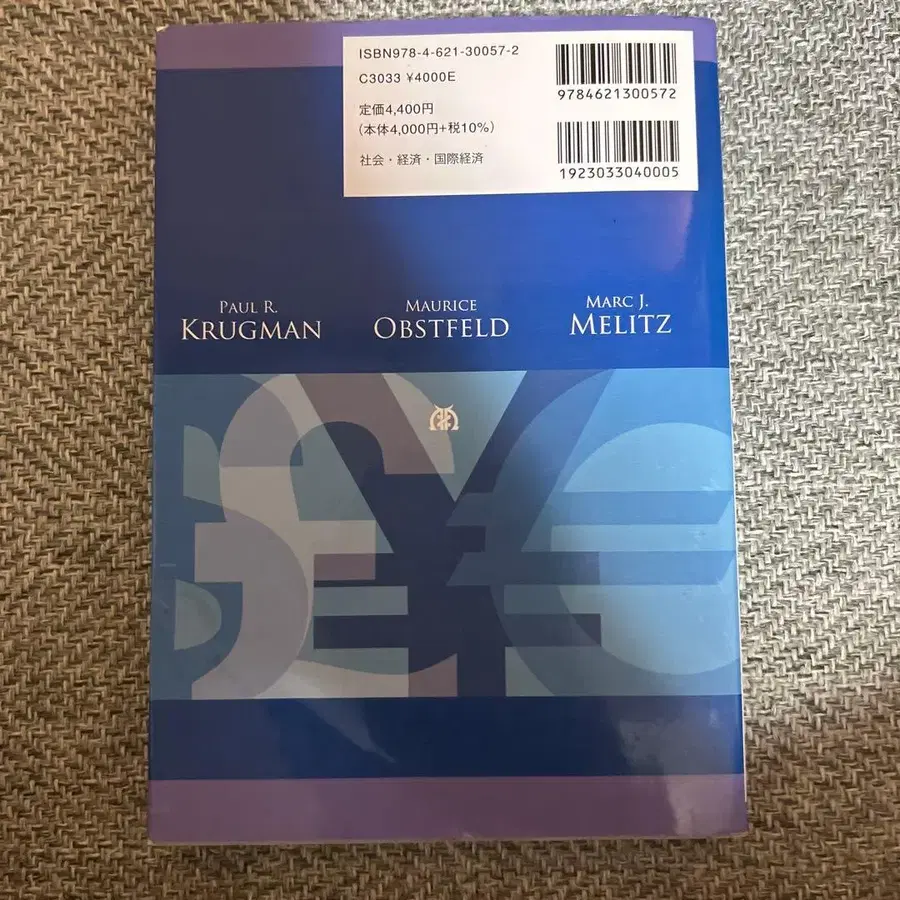 ISBN978-4-621-30057-2
C3033 ¥4000E
定価4,400円
(本体4,000円+税10%)
社会・経済・国際経済
9784621300572
1923033040005
PAUL R.
KRUGMAN
MAURICE
OBSTFELD
MARC J.
MELITZ